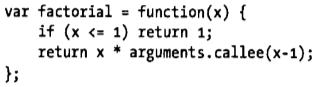 var factorial = function(x) {
    if (x <= 1) return 1;
    return x * arguments.callee(x-1);
};